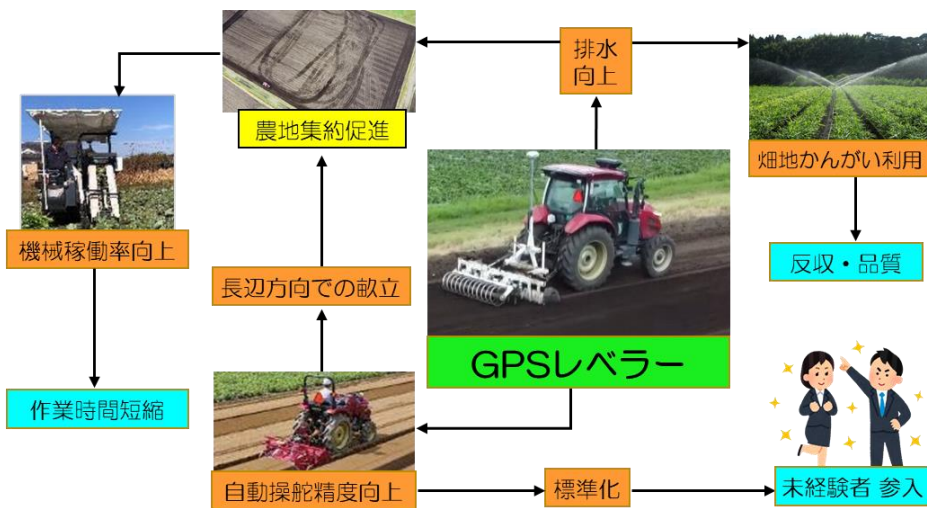 排水
向上
農地集約促進
畑地かんがい利用
機械稼働率向上
反収・品質
長辺方向での畝立
GPSレベラー
作業時間短縮
自動操舵精度向上
標準化
未経験者 参入